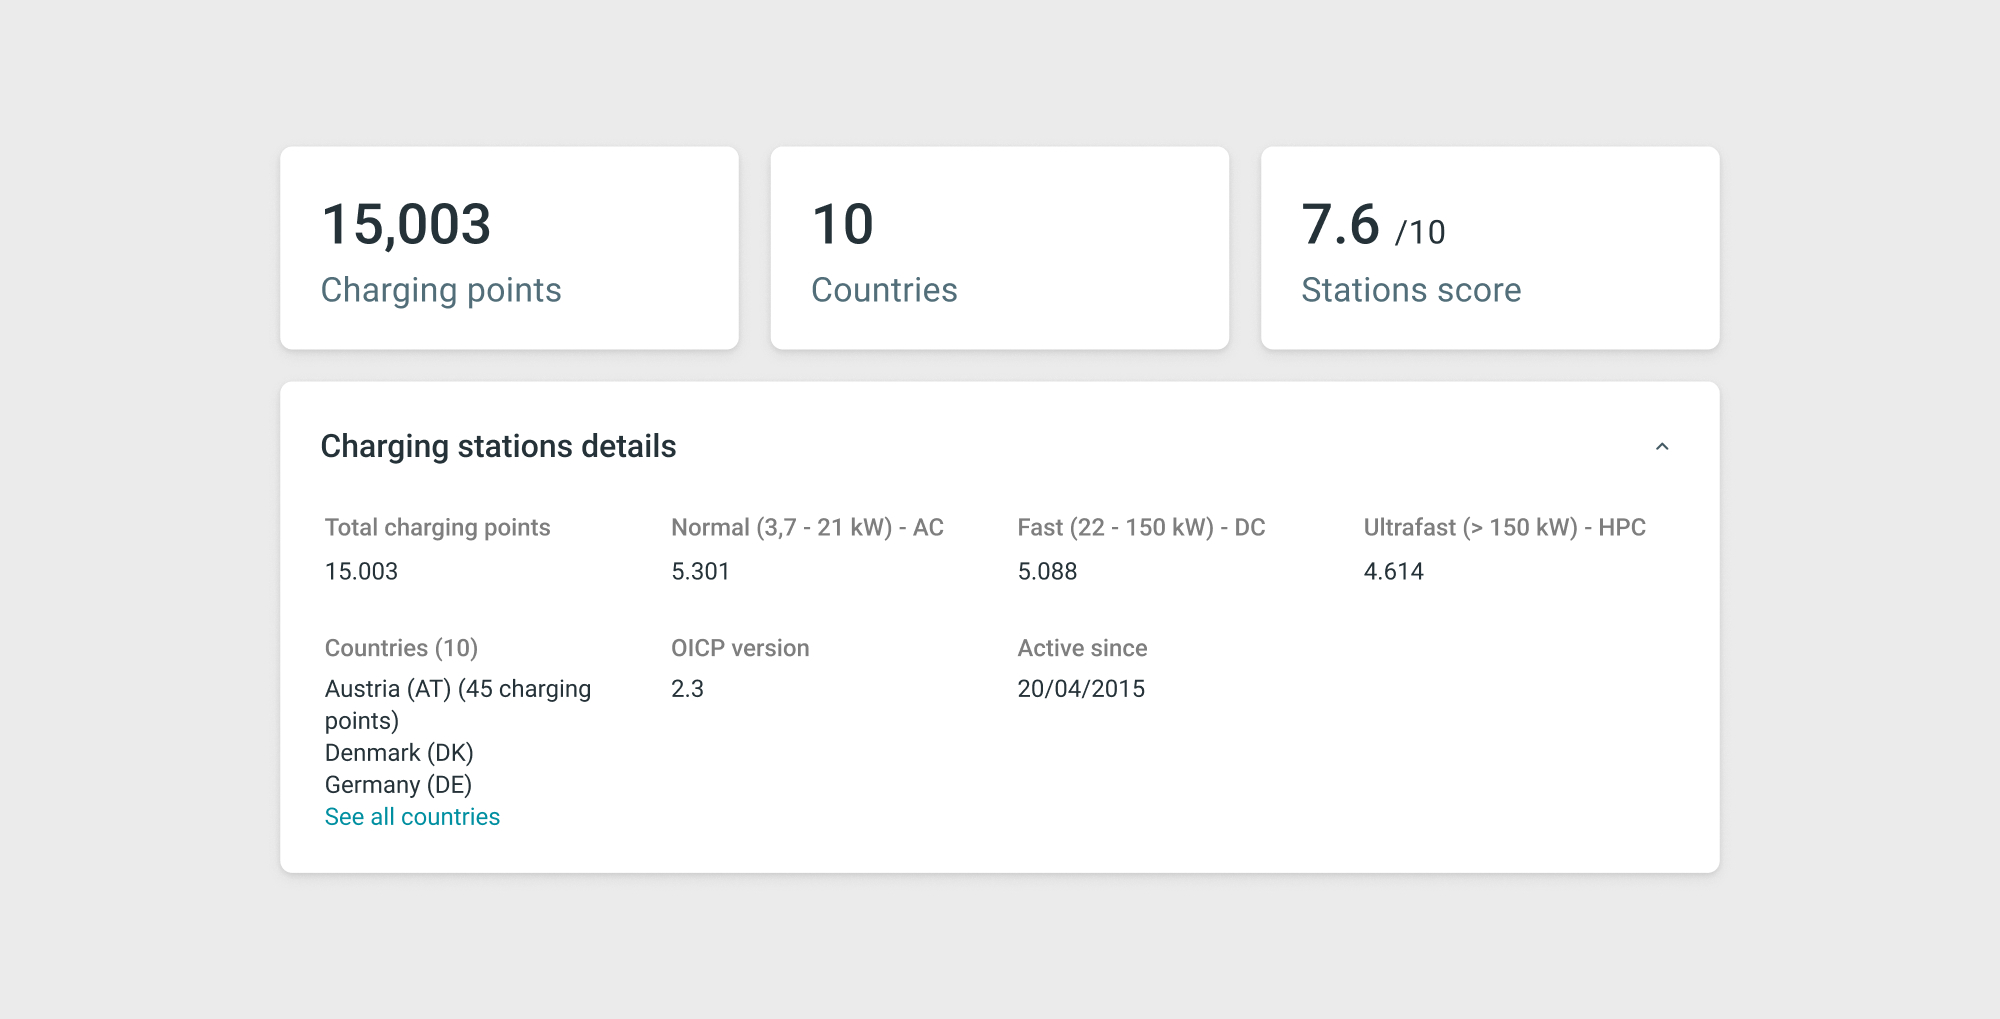 15,003
Charging points
10
Countries
7.6 /10
Stations score
Charging stations details
Total charging points
15.003
Normal (3,7 - 21 kW) - AC
5.301
Fast (22 - 150 kW) - DC
5.088
Ultrafast (> 150 kW) - HPC
4.614
Countries (10)
Austria (AT) (45 charging
points)
Denmark (DK)
Germany (DE)
See all countries
OICP version
2.3
Active since
20/04/2015